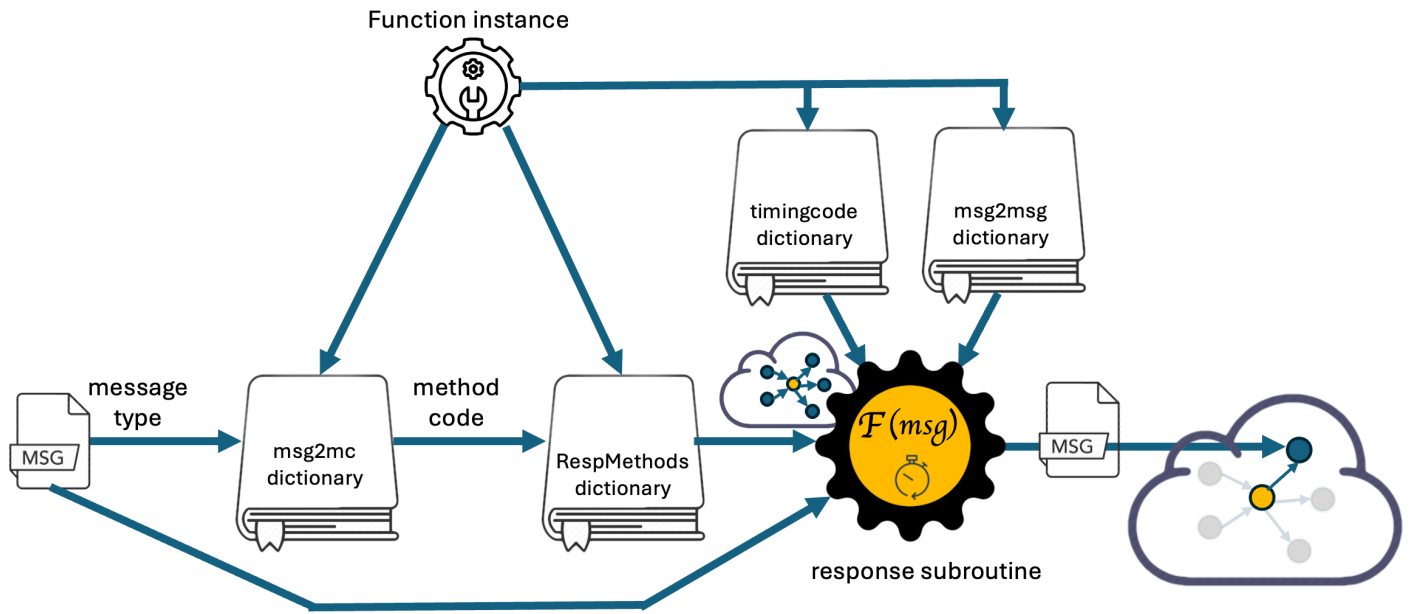 Function instance
timingcode
dictionary
msg2msg
dictionary
message
type
method
code
MSG
msg2mc
dictionary
RespMethods
dictionary
F(msg)
MSG
response subroutine